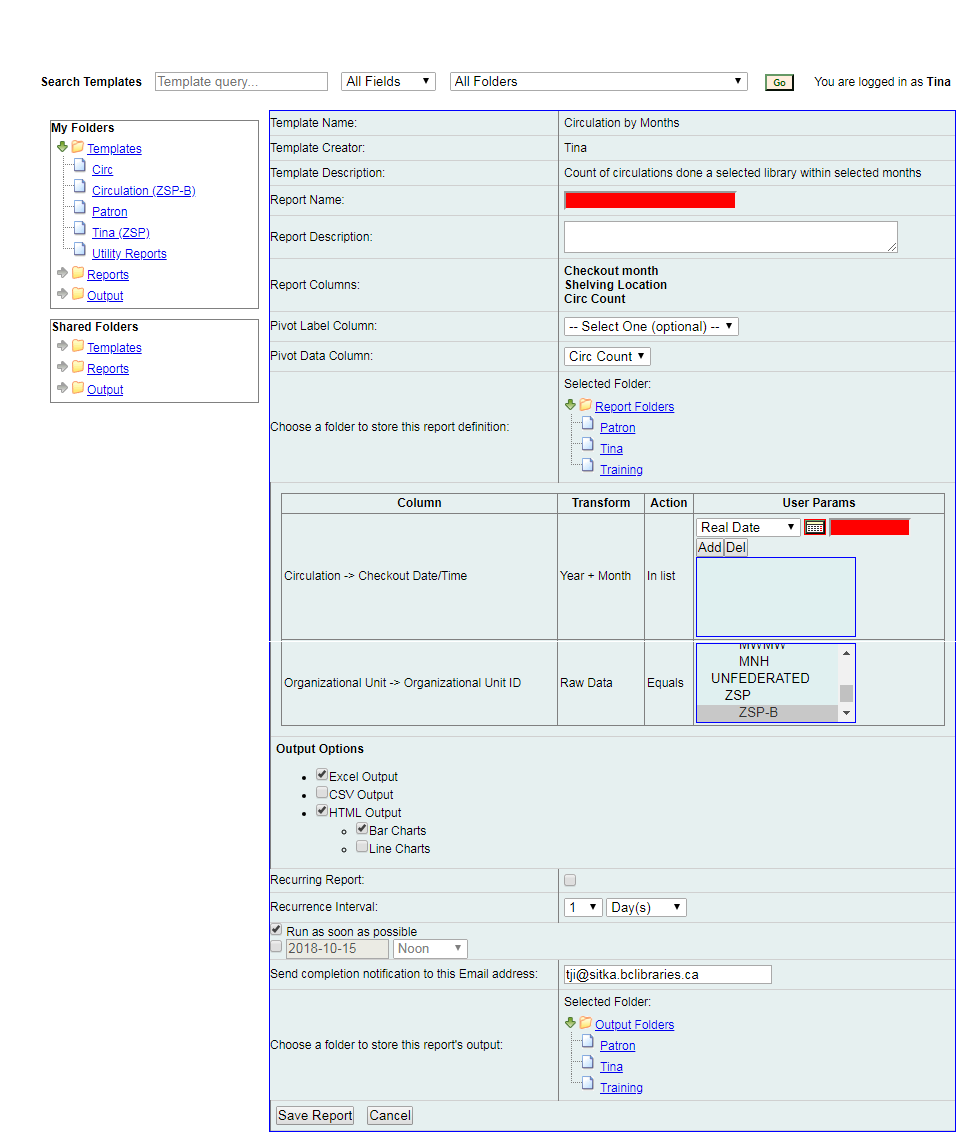 Search Templates Template query... All Fields All Folders Go You are logged in as Tina
My Folders
Templates
Circ
Circulation (ZSP-B)
Patron
Tina (ZSP)
Utility Reports
Reports
Output
Shared Folders
Templates
Reports
Output
Template Name: Circulation by Months
Template Creator: Tina
Template Description: Count of circulations done a selected library within selected months
Report Name:
Report Description:
Report Columns:
Checkout month
Shelving Location
Circ Count
Pivot Label Column: -- Select One (optional) --
Pivot Data Column: Circ Count
Choose a folder to store this report definition:
Selected Folder:
Report Folders
Patron
Tina
Training
Column Transform Action User Params
Circulation -> Checkout Date/Time Year + Month In list
Real Date
Add Del
Organizational Unit -> Organizational Unit ID Raw Data Equals
MWMW
MNH
UNFEDERATED
ZSP
ZSP-B
Output Options
Excel Output
CSV Output
HTML Output
Bar Charts
Line Charts
Recurring Report:
Recurrence Interval: 1 Day(s)
Run as soon as possible
2018-10-15 Noon
Send completion notification to this Email address: tji@sitka.bclibraries.ca
Choose a folder to store this report's output:
Selected Folder:
Output Folders
Patron
Tina
Training
Save Report Cancel